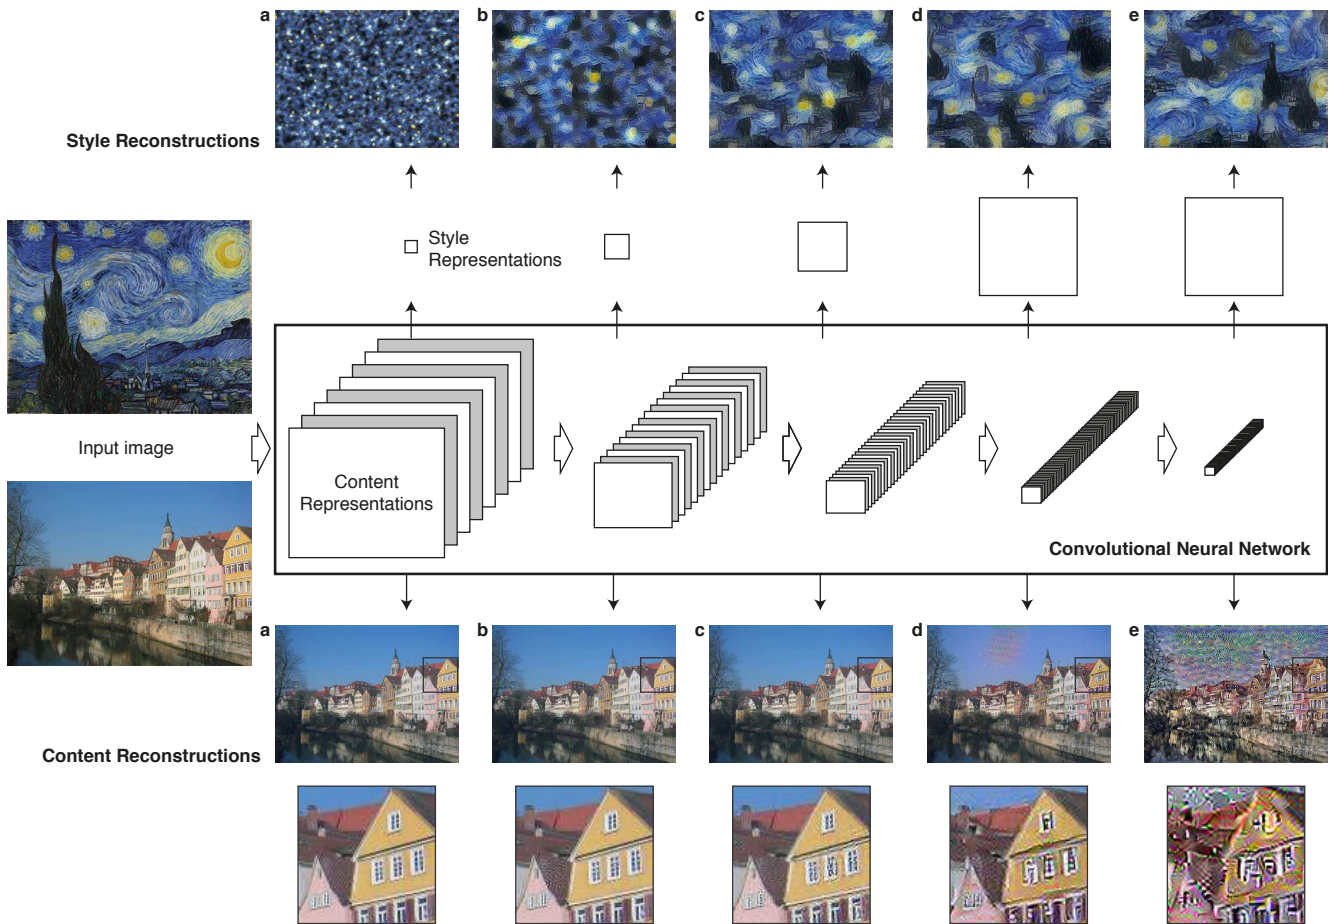 a
b
c
d
e
Style Reconstructions
Style
Representations
Input image
Content
Representations
Convolutional Neural Network
a
b
c
d
e
Content Reconstructions